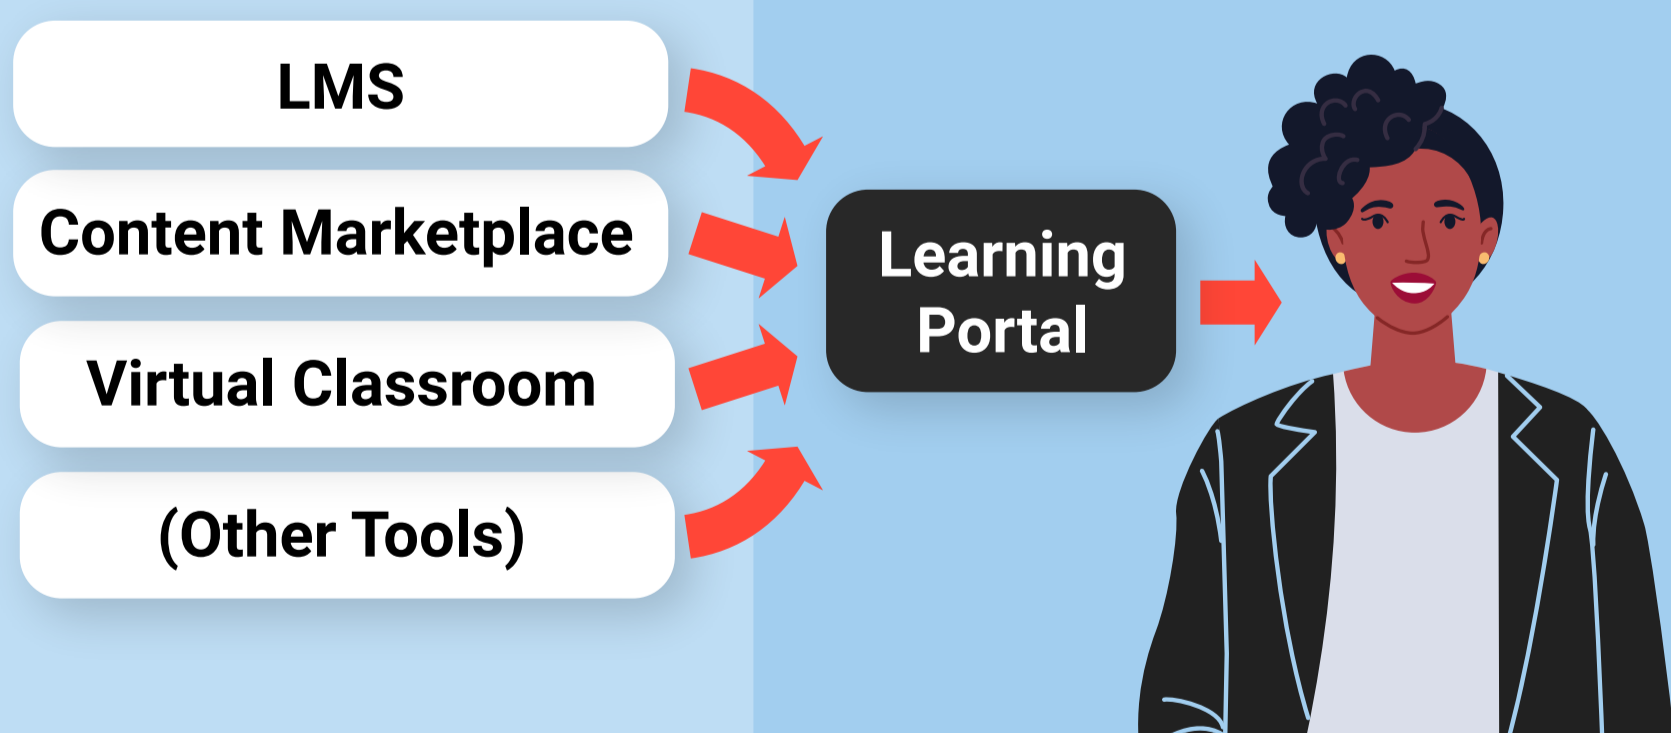 LMS
Content Marketplace
Virtual Classroom
(Other Tools)
Learning
Portal